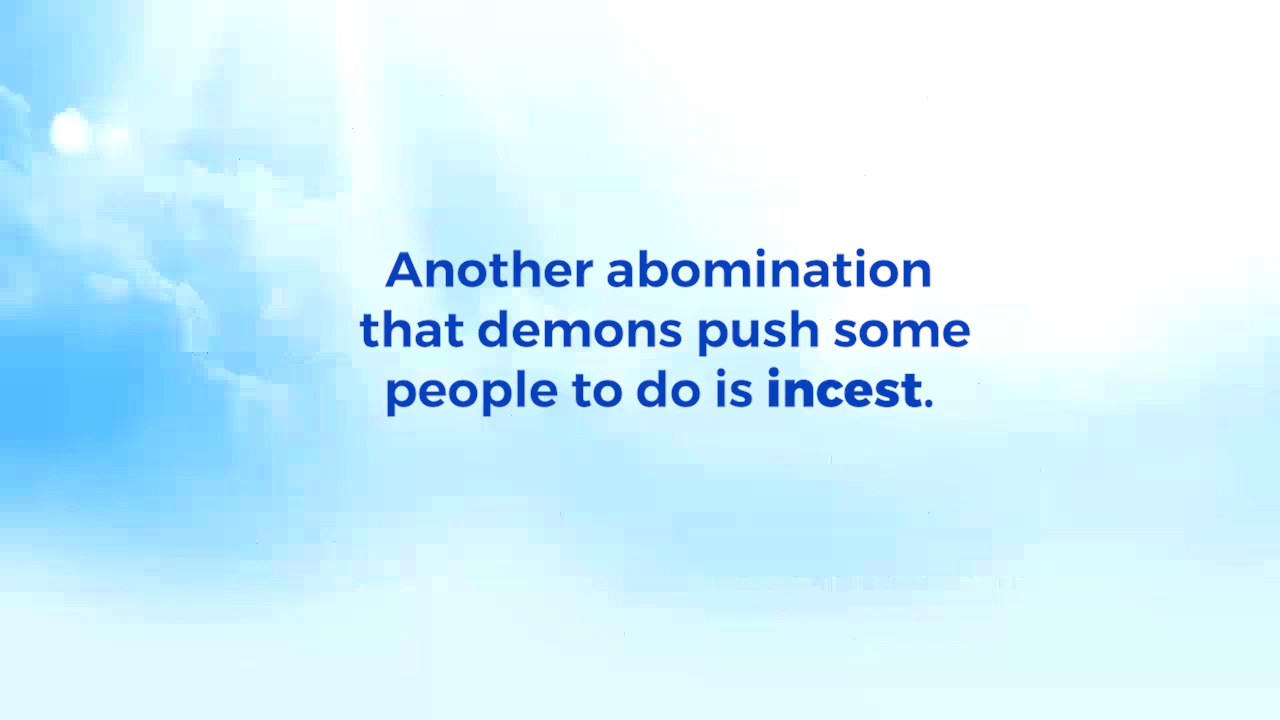 Another abomination
that demons push some
people to do is incest.